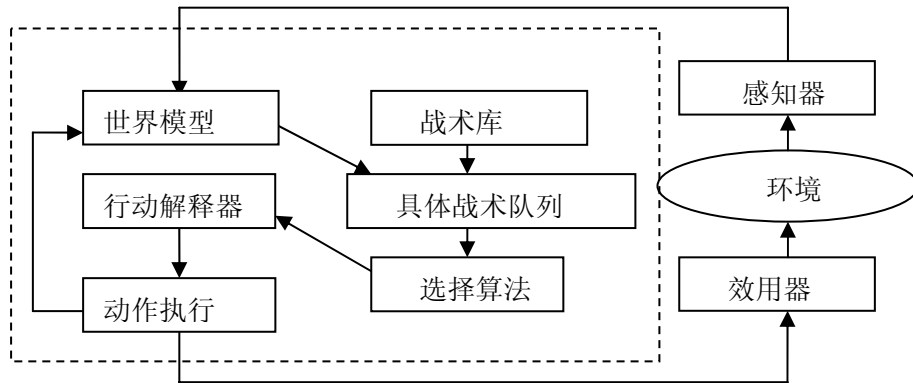 感知器
世界模型
战术库
环境
行动解释器
具体战术队列
选择算法
效用器
动作执行